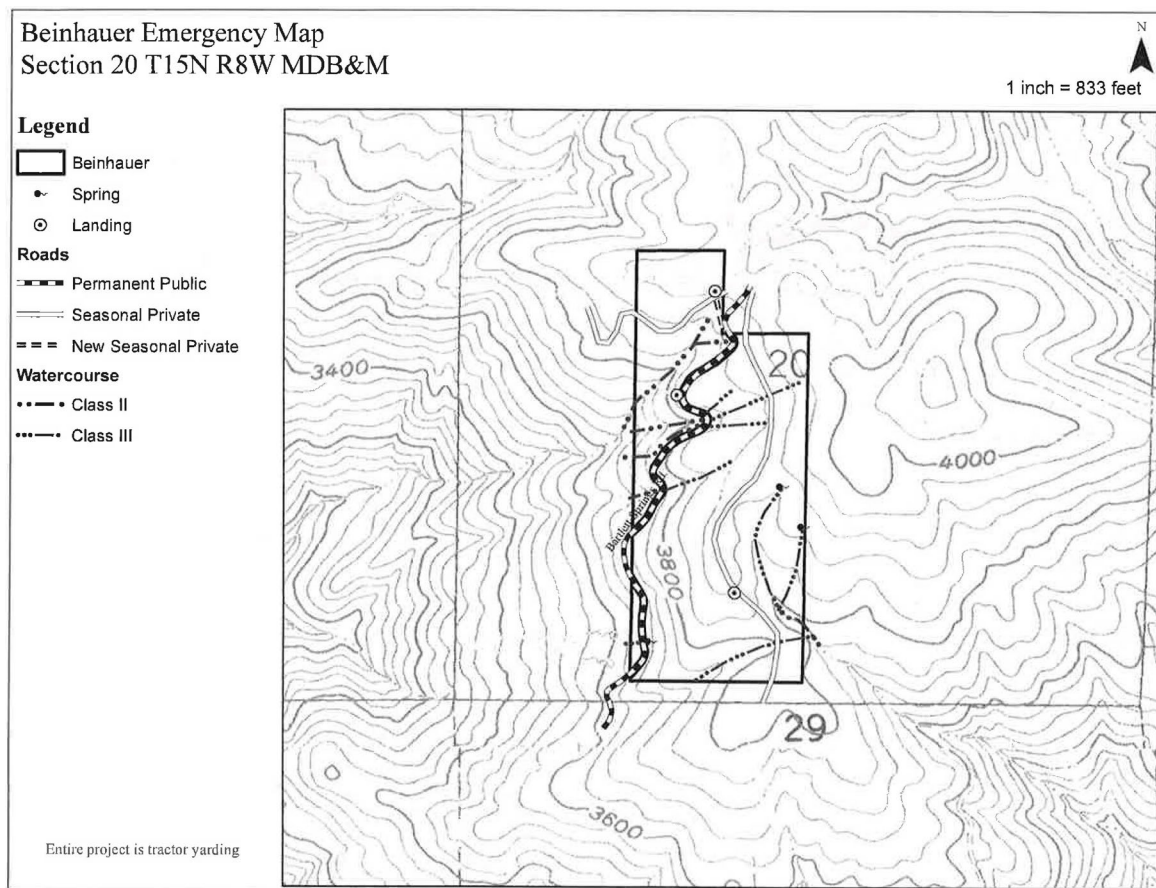 Beinhauer Emergency Map
Section 20 T15N R8W MDB&M
N
1 inch = 833 feet
Legend
Beinhauer
Spring
Landing
Roads
Permanent Public
Seasonal Private
New Seasonal Private
Watercourse
Class II
Class III
Entire project is tractor yarding
3400
20
4000
Bartlett Springs
3800
29
3600